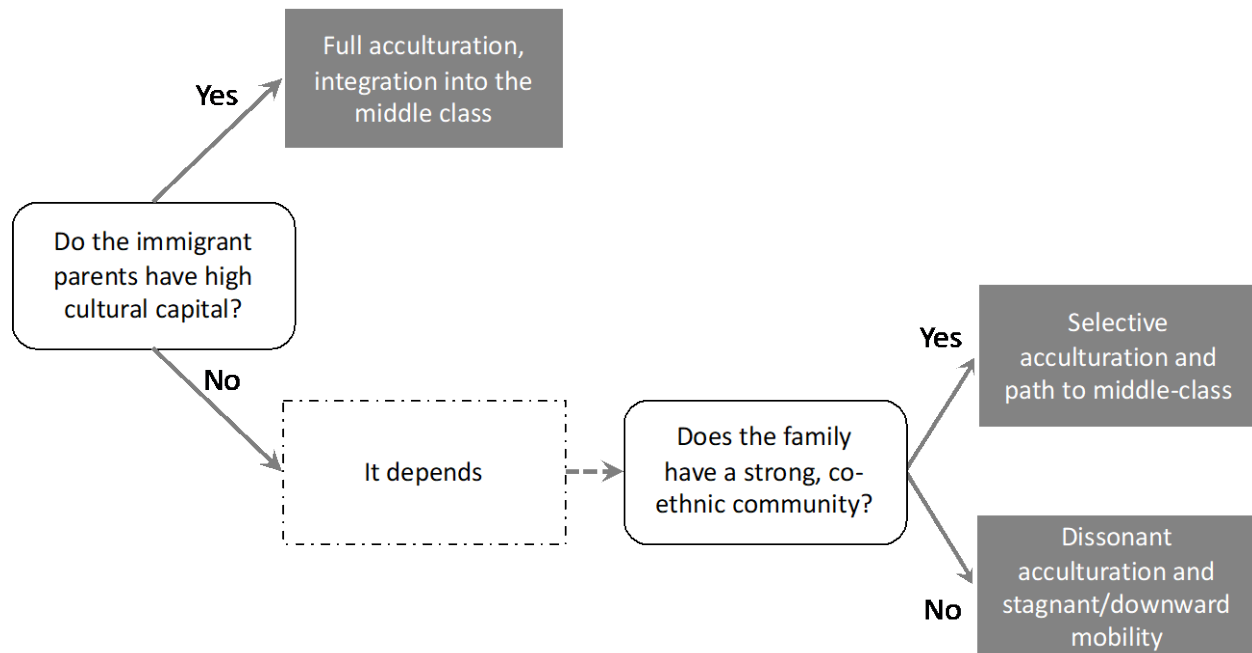 Full acculturation,
integration into the
middle class
Yes
Do the immigrant
parents have high
cultural capital?
No
It depends
Does the family
have a strong, co-
ethnic community?
Yes
Selective
acculturation and
path to middle-class
No
Dissonant
acculturation and
stagnant/downward
mobility